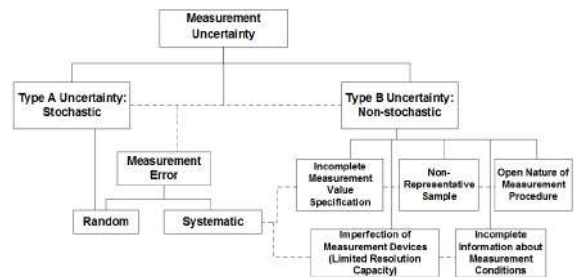 Measurement
Uncertainty
Type A Uncertainty:
Stochastic
Type B Uncertainty:
Non-stochastic
Measurement
Error
Random
Systematic
Incomplete
Measurement
Value
Specification
Non-
Representative
Sample
Open Nature of
Measurement
Procedure
Imperfection of
Measurement Devices
(Limited Resolution
Capacity)
Incomplete
Information about
Measurement
Conditions